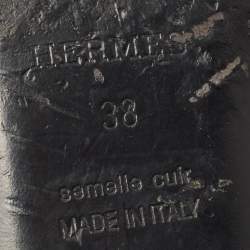 HERMES
38
semelle cuir
MADE IN ITALY